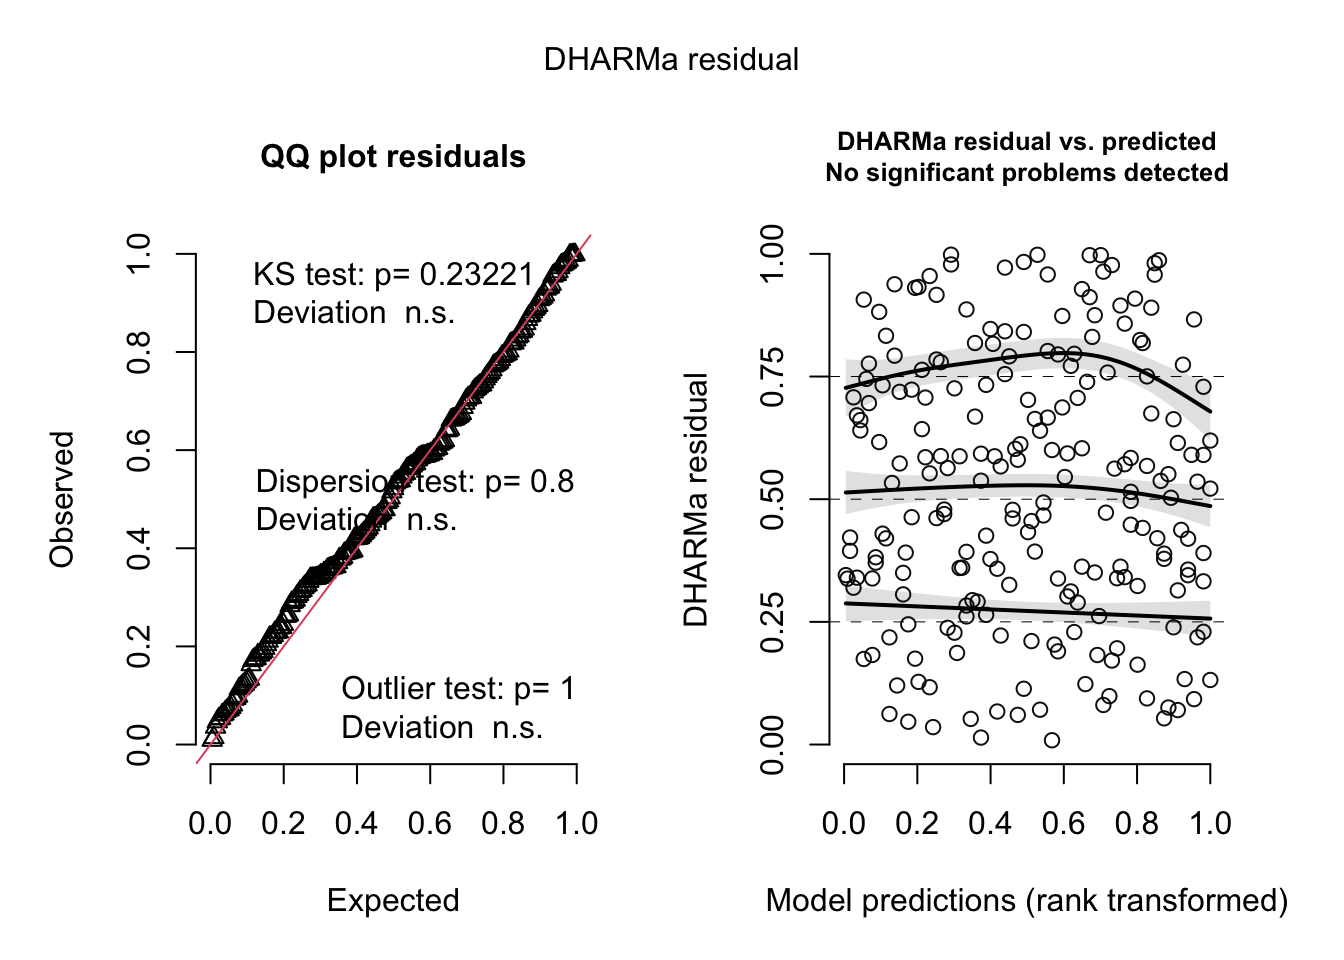 DHARMa residual
QQ plot residuals
KS test: p= 0.23221
Deviation  n.s.
Dispersion test: p= 0.8
Deviation  n.s.
Outlier test: p= 1
Deviation  n.s.
Observed
0.0 0.2 0.4 0.6 0.8 1.0
0.0 0.2 0.4 0.6 0.8 1.0
Expected
DHARMa residual vs. predicted
No significant problems detected
DHARMa residual
0.00 0.25 0.50 0.75 1.00
0.0 0.2 0.4 0.6 0.8 1.0
Model predictions (rank transformed)